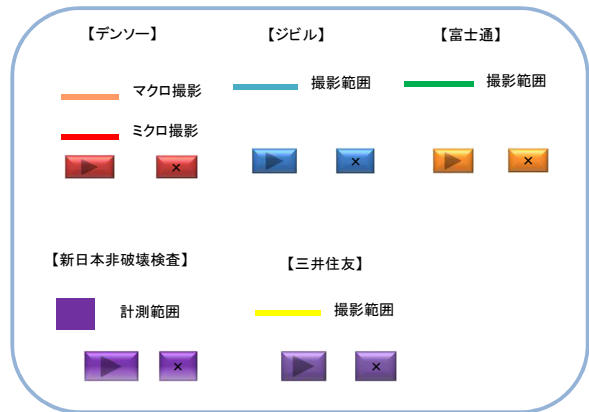 【デンソー】
【ジビル】
【富士通】
マクロ撮影
撮影範囲
撮影範囲
ミクロ撮影
×
×
×
【新日本非破壊検査】
【三井住友】
計測範囲
撮影範囲
×
×